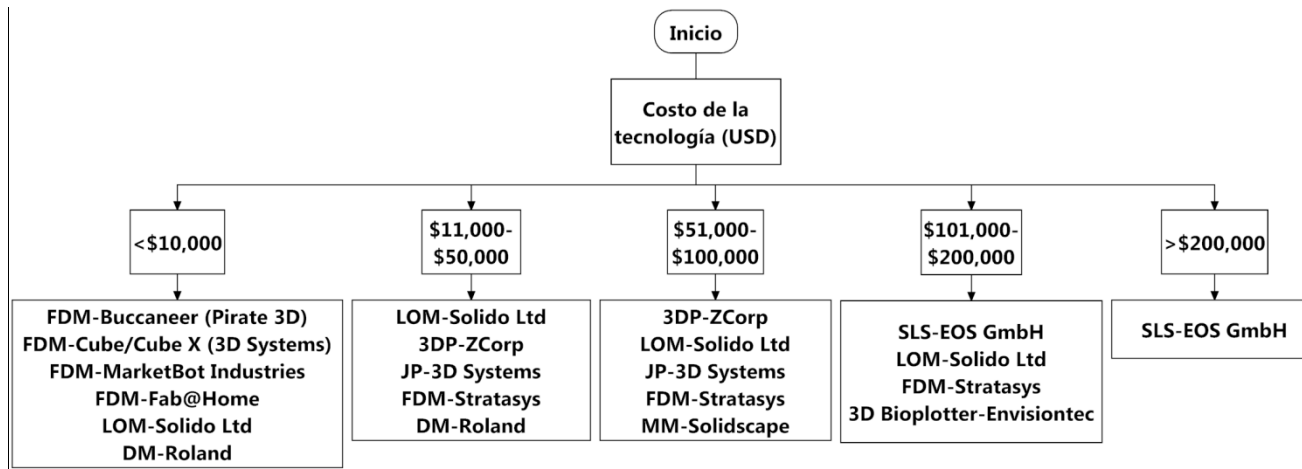 Inicio
Costo de la
tecnología (USD)
<$10,000
$11,000-
$50,000
$51,000-
$100,000
$101,000-
$200,000
>$200,000
FDM-Buccaneer (Pirate 3D)
FDM-Cube/Cube X (3D Systems)
FDM-MarketBot Industries
FDM-Fab@Home
LOM-Solido Ltd
DM-Roland
LOM-Solido Ltd
3DP-ZCorp
JP-3D Systems
FDM-Stratasys
DM-Roland
3DP-ZCorp
LOM-Solido Ltd
JP-3D Systems
FDM-Stratasys
MM-Solidscape
SLS-EOS GmbH
LOM-Solido Ltd
FDM-Stratasys
3D Bioplotter-Envisiontec
SLS-EOS GmbH